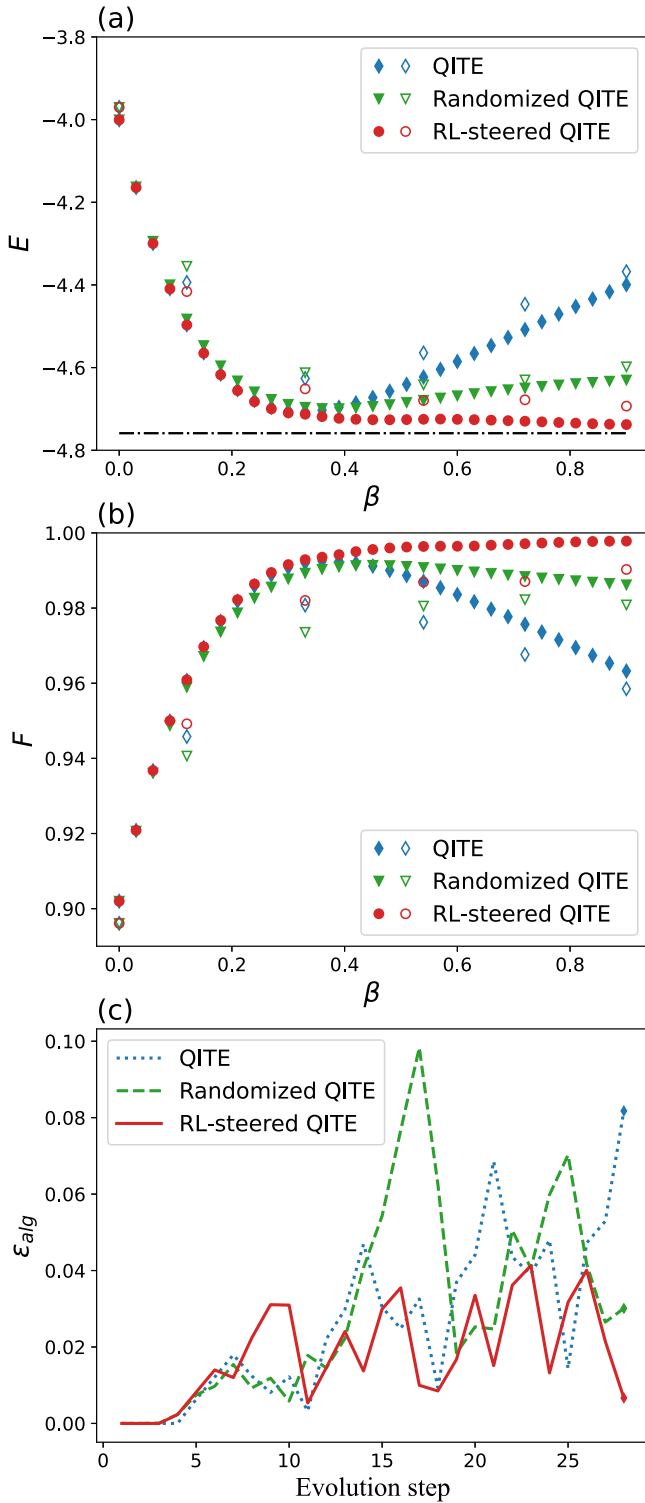 (a)
−3.8
−4.0
−4.2
−4.4
−4.6
−4.8
E
QITE
Randomized QITE
RL-steered QITE
0.0 0.2 0.4 0.6 0.8
β
(b)
1.00
0.98
0.96
0.94
0.92
0.90
F
QITE
Randomized QITE
RL-steered QITE
0.0 0.2 0.4 0.6 0.8
β
(c)
0.10
0.08
0.06
0.04
0.02
0.00
ε_alg
QITE
Randomized QITE
RL-steered QITE
0 5 10 15 20 25
Evolution step